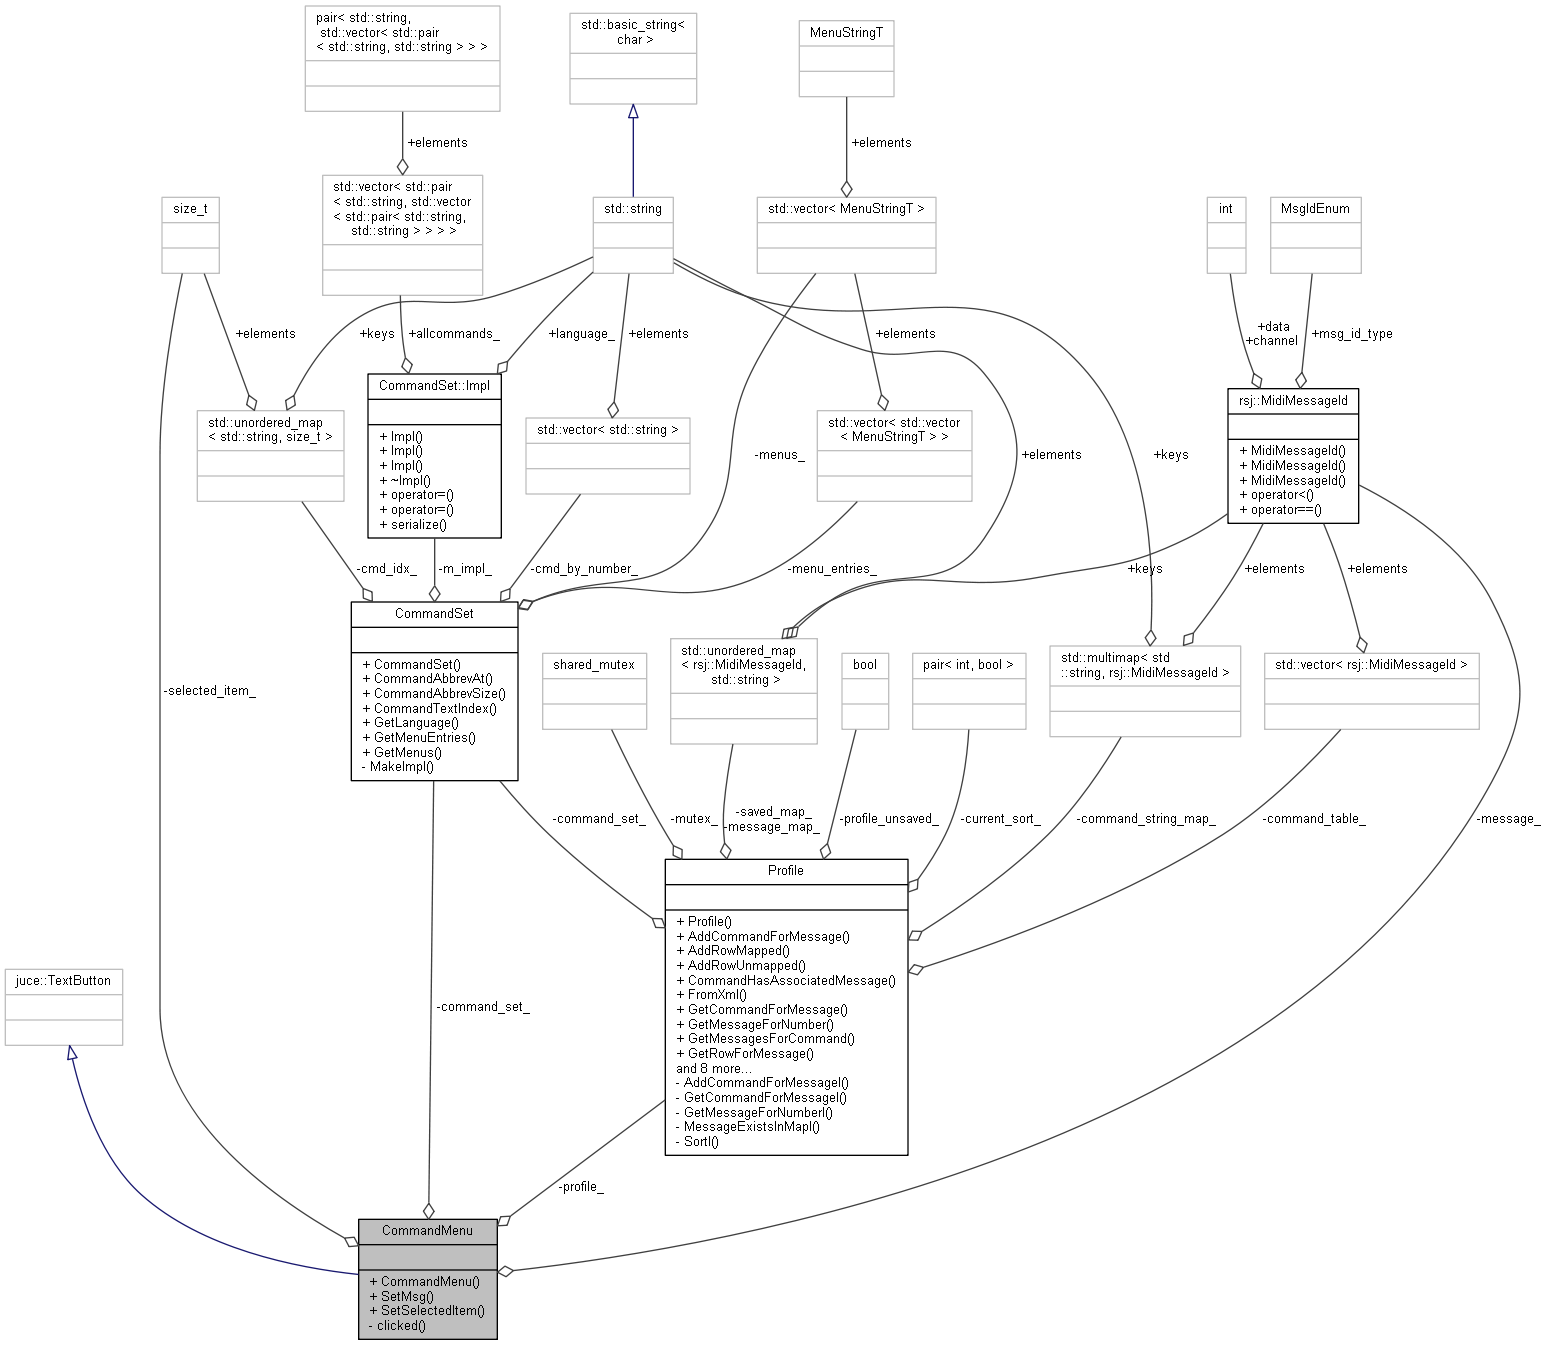 pair< std::string,
std::vector< std::pair
< std::string, std::string > > >
std::basic_string<
char >
MenuStringT
+elements
+elements
size_t
std::vector< std::pair
< std::string, std::vector
< std::pair< std::string,
std::string > > > >
std::string
std::vector< MenuStringT >
int
MsgIdEnum
+elements
+keys
+allcommands_
+language_
+elements
+elements
+data
+channel
+msg_id_type
std::unordered_map
< std::string, size_t >
CommandSet::Impl
+ Impl()
+ Impl()
+ Impl()
+ ~Impl()
+ operator=()
+ operator=()
+ serialize()
std::vector< std::string >
-menus_
std::vector< std::vector
< MenuStringT > >
+elements
+keys
rsj::MidiMessageId
+ MidiMessageId()
+ MidiMessageId()
+ MidiMessageId()
+ operator<()
+ operator==()
-cmd_idx_
-m_impl_
-cmd_by_number_
-menu_entries_
+keys
+elements
+elements
-selected_item_
CommandSet
+ CommandSet()
+ CommandAbbrevAt()
+ CommandAbbrevSize()
+ CommandTextIndex()
+ GetLanguage()
+ GetMenuEntries()
+ GetMenus()
- MakeImpl()
shared_mutex
std::unordered_map
< rsj::MidiMessageId,
std::string >
bool
pair< int, bool >
std::multimap< std
::string, rsj::MidiMessageId >
std::vector< rsj::MidiMessageId >
-command_set_
-mutex_
-saved_map_
-message_map_
-profile_unsaved_
-current_sort_
-command_string_map_
-command_table_
-message_
Profile
+ Profile()
+ AddCommandForMessage()
+ AddRowMapped()
+ AddRowUnmapped()
+ CommandHasAssociatedMessage()
+ FromXml()
+ GetCommandForMessage()
+ GetMessageForNumber()
+ GetMessagesForCommand()
+ GetRowForMessage()
and 8 more...
- AddCommandForMessageI()
- GetCommandForMessageI()
- GetMessageForNumberI()
- MessageExistsInMapI()
- SortI()
juce::TextButton
-command_set_
-profile_
CommandMenu
+ CommandMenu()
+ SetMsg()
+ SetSelectedItem()
- clicked()